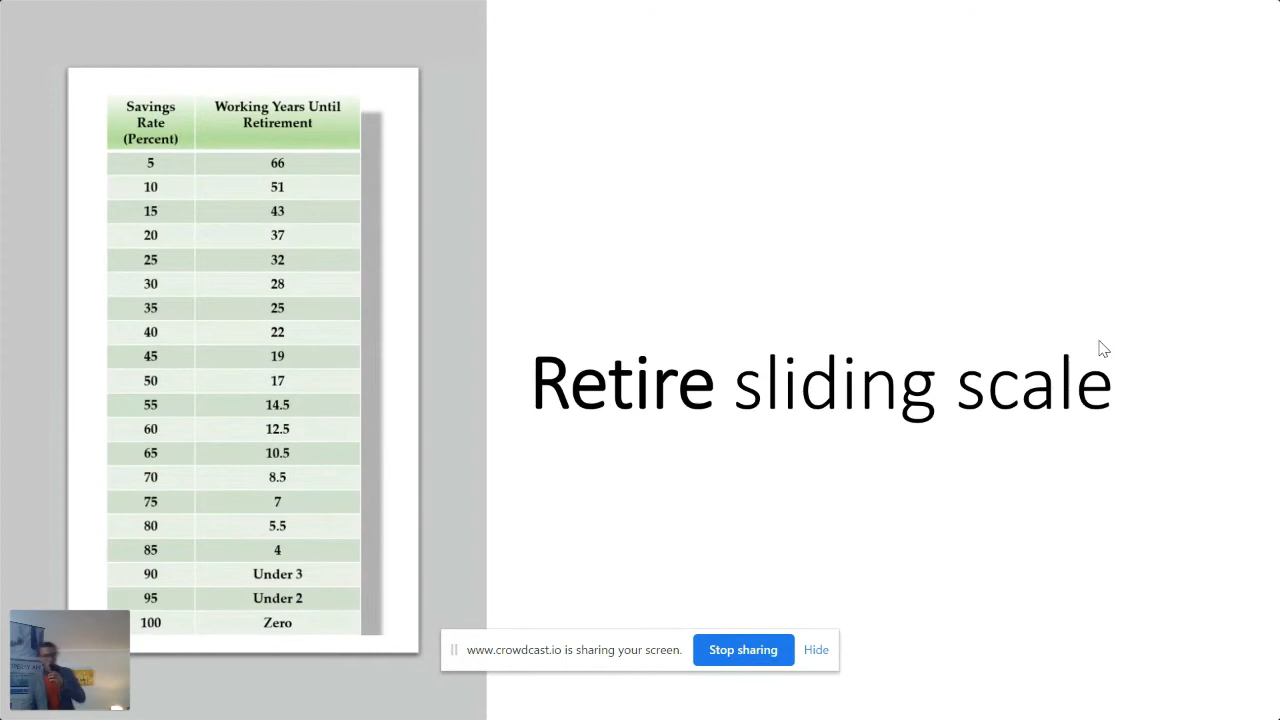 Savings Rate (Percent) Working Years Until Retirement
5 66
10 51
15 43
20 37
25 32
30 28
35 25
40 22
45 19
50 17
55 14.5
60 12.5
65 10.5
70 8.5
75 7
80 5.5
85 4
90 Under 3
95 Under 2
100 Zero
Retire sliding scale
www.crowdcast.io is sharing your screen. Stop sharing Hide